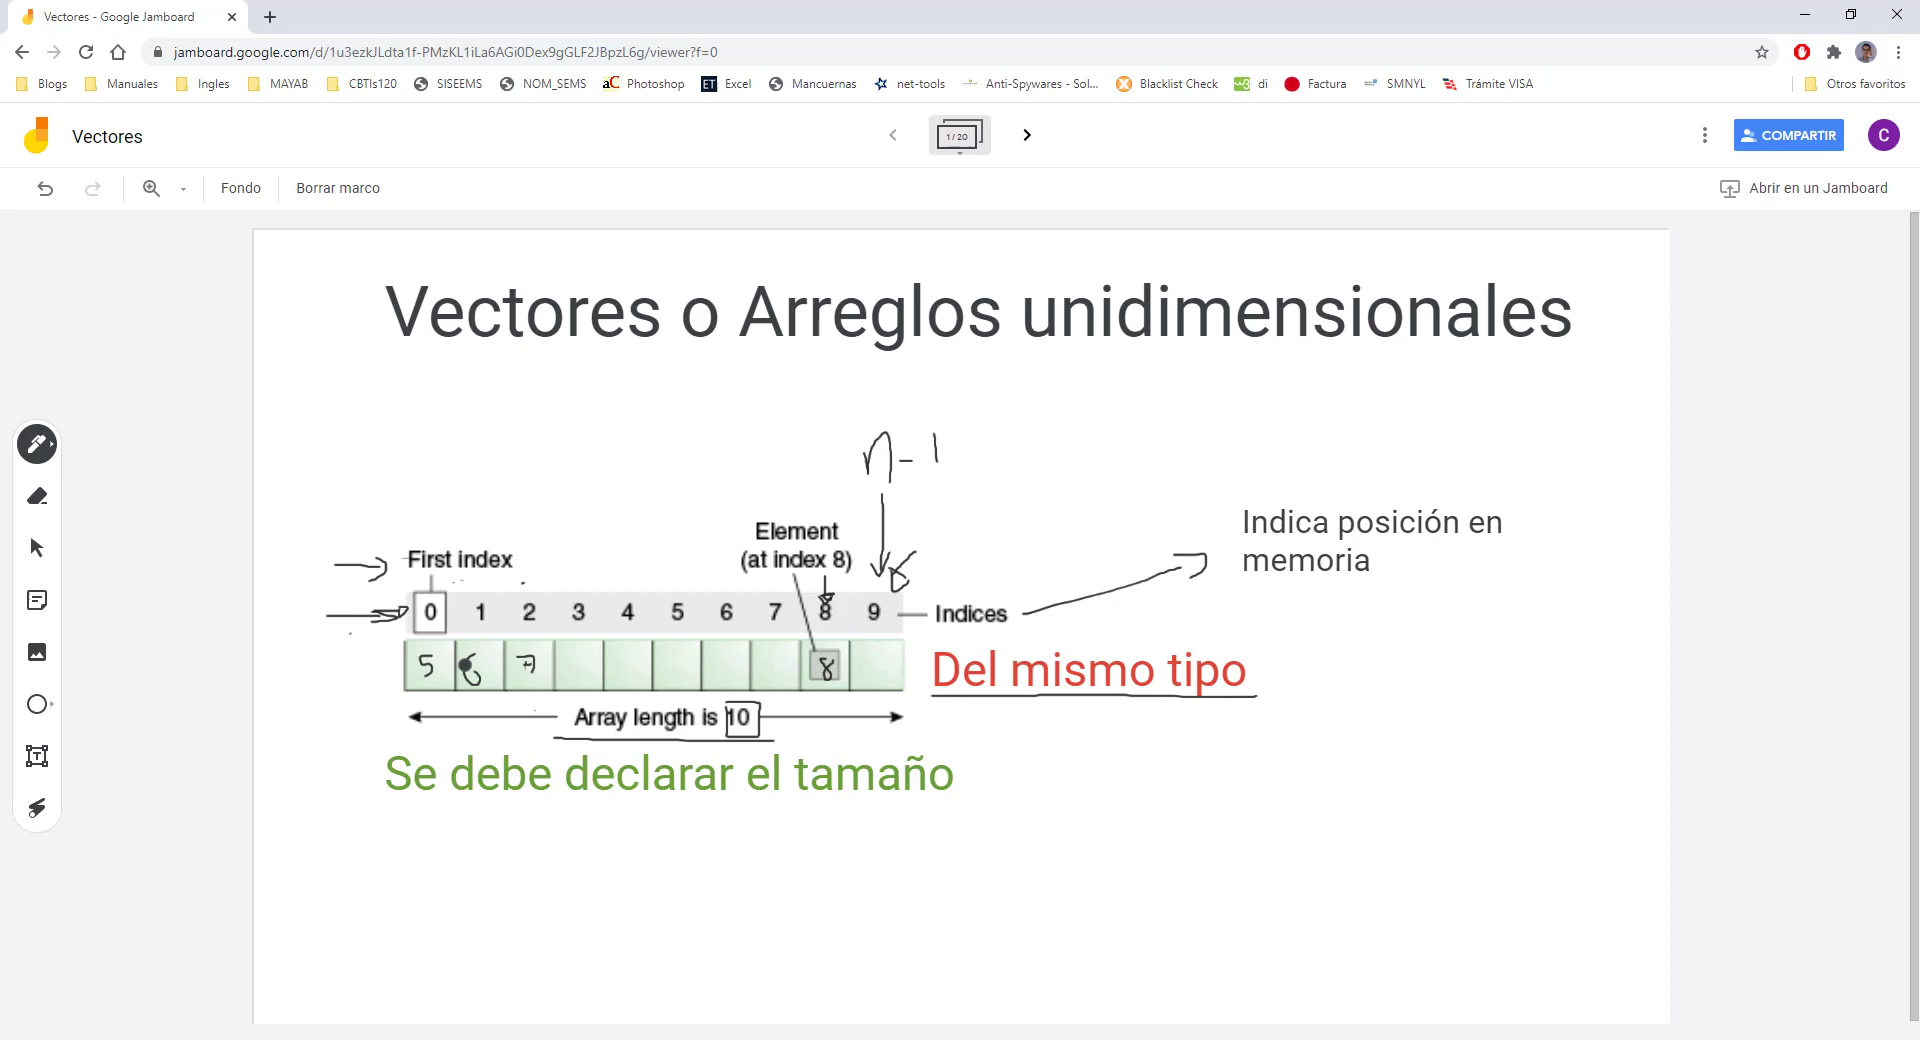 Vectores - Google Jamboard
jamboard.google.com/d/1u3ezkJLdta1f-PMzKL1iLa6AGi0Dex9gGLF2JBpzL6g/viewer?f=0
Blogs Manuales Ingles MAYAB CBTIs120 SISEEMS NOM_SEMS aC Photoshop ET Excel Mancuernas net-tools Anti-Spywares - Sol... Blacklist Check w3 di Factura SMNYL Trámite VISA Otros favoritos
Vectores
1 / 20
COMPARTIR
C
Fondo Borrar marco Abrir en un Jamboard
Vectores o Arreglos unidimensionales
n-1
Indica posición en
memoria
Element
(at index 8)
First index
0 1 2 3 4 5 6 7 8 9 Indices
5 6 7 8
Del mismo tipo
Array length is 10
Se debe declarar el tamaño